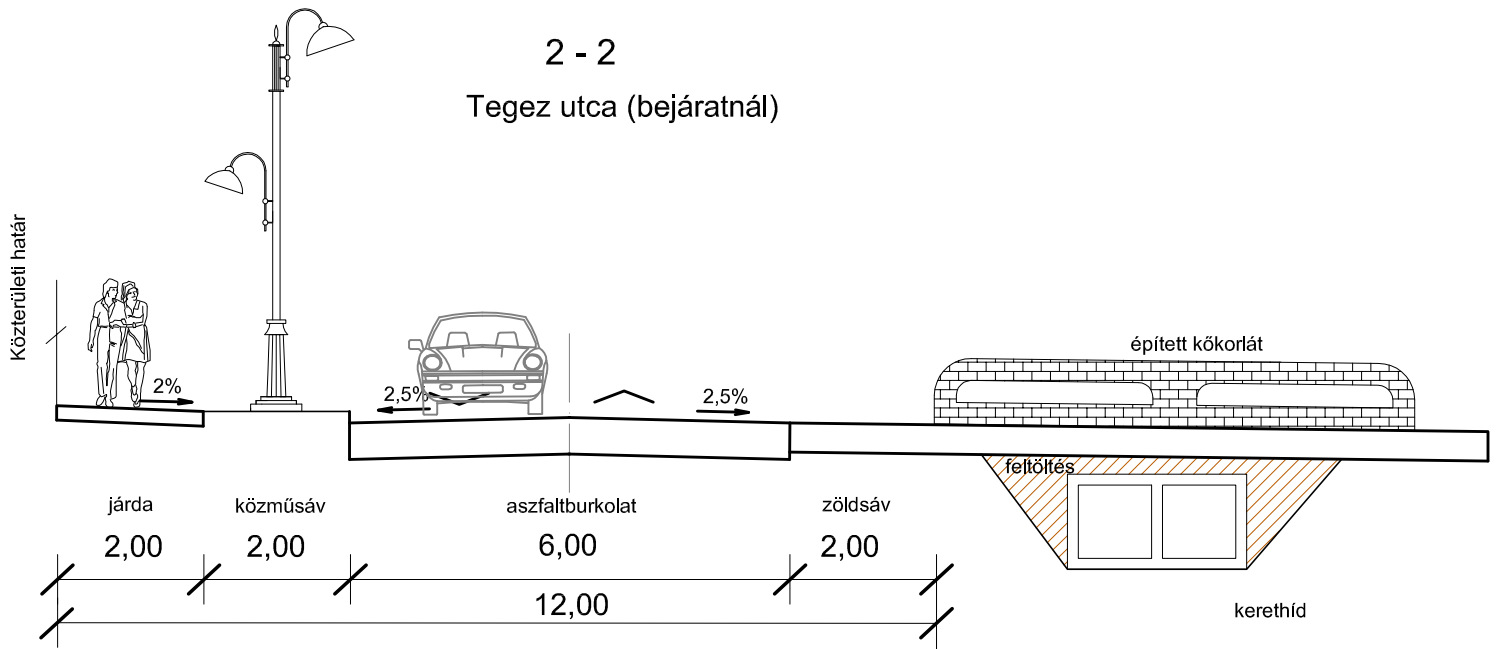 2 - 2
Tegez utca (bejáratnál)
Közterületi határ
2%
2,5%
2,5%
épített kőkorlát
feltöltés
járda
közműsáv
aszfaltburkolat
zöldsáv
2,00
2,00
6,00
2,00
12,00
kerethíd